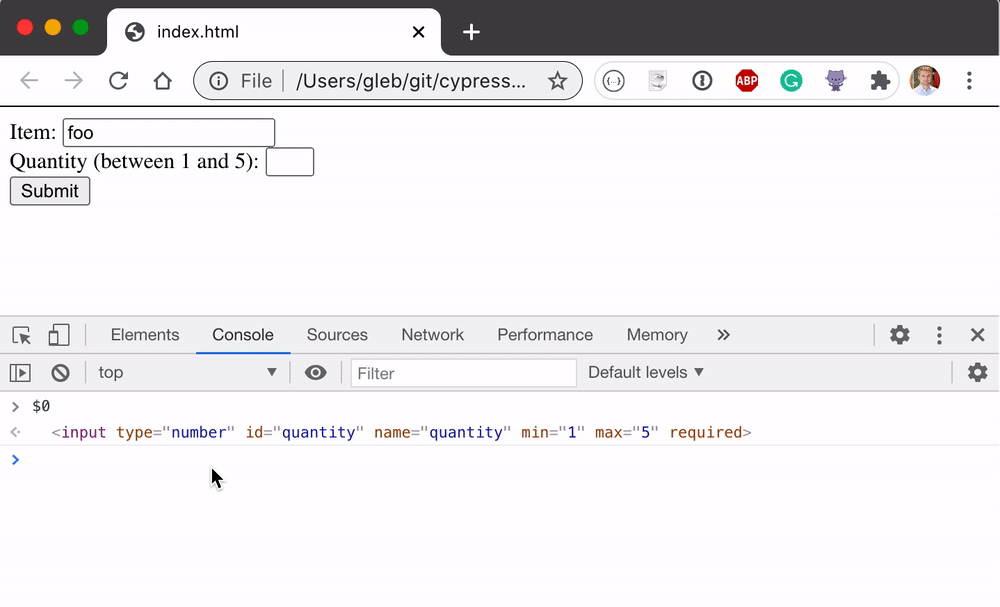 index.html
File /Users/gleb/git/cypress...
ABP
Item: foo
Quantity (between 1 and 5):
Submit
Elements Console Sources Network Performance Memory »
top Filter Default levels ▼
> $0
<input type="number" id="quantity" name="quantity" min="1" max="5" required>
>